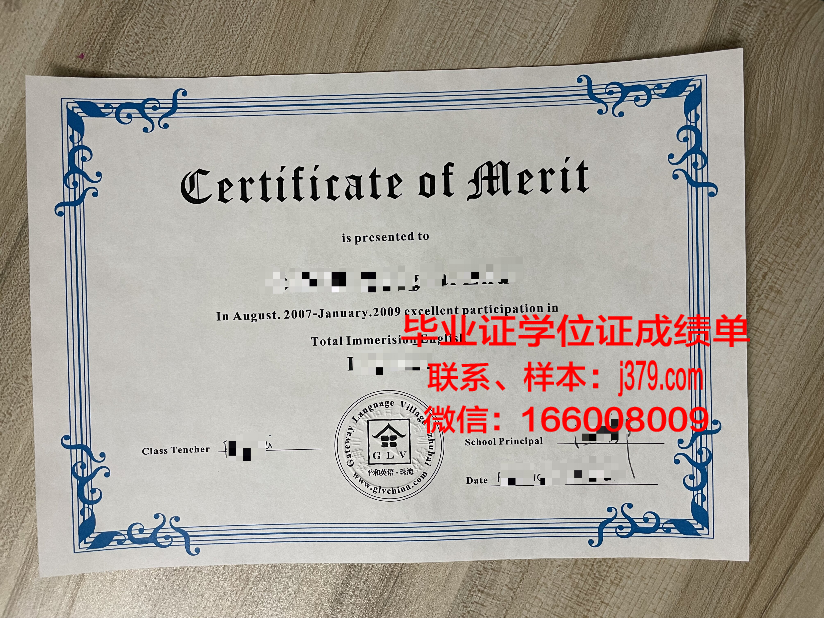 Certificate of Merit
is presented to
In August. 2007-January.2009 excellent participation in
Total Immerision English
毕业证学位证成绩单
联系、样本：j379.com
微信：166008009
Gateway Language Village Zhuhai
GLV
www.glvchina.com
Class Tencher
School Principal
Date